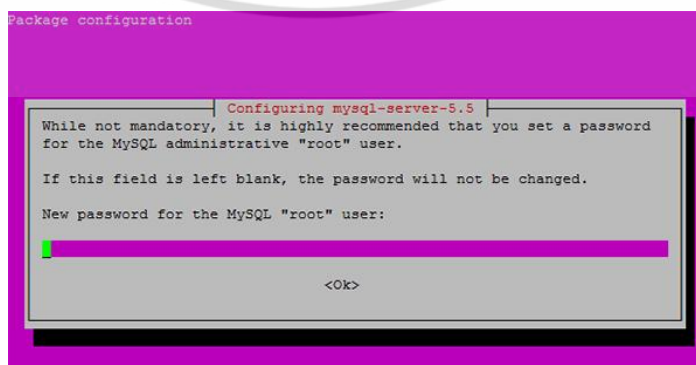 Package configuration
Configuring mysql-server-5.5
While not mandatory, it is highly recommended that you set a password
for the MySQL administrative "root" user.
If this field is left blank, the password will not be changed.
New password for the MySQL "root" user:
<Ok>